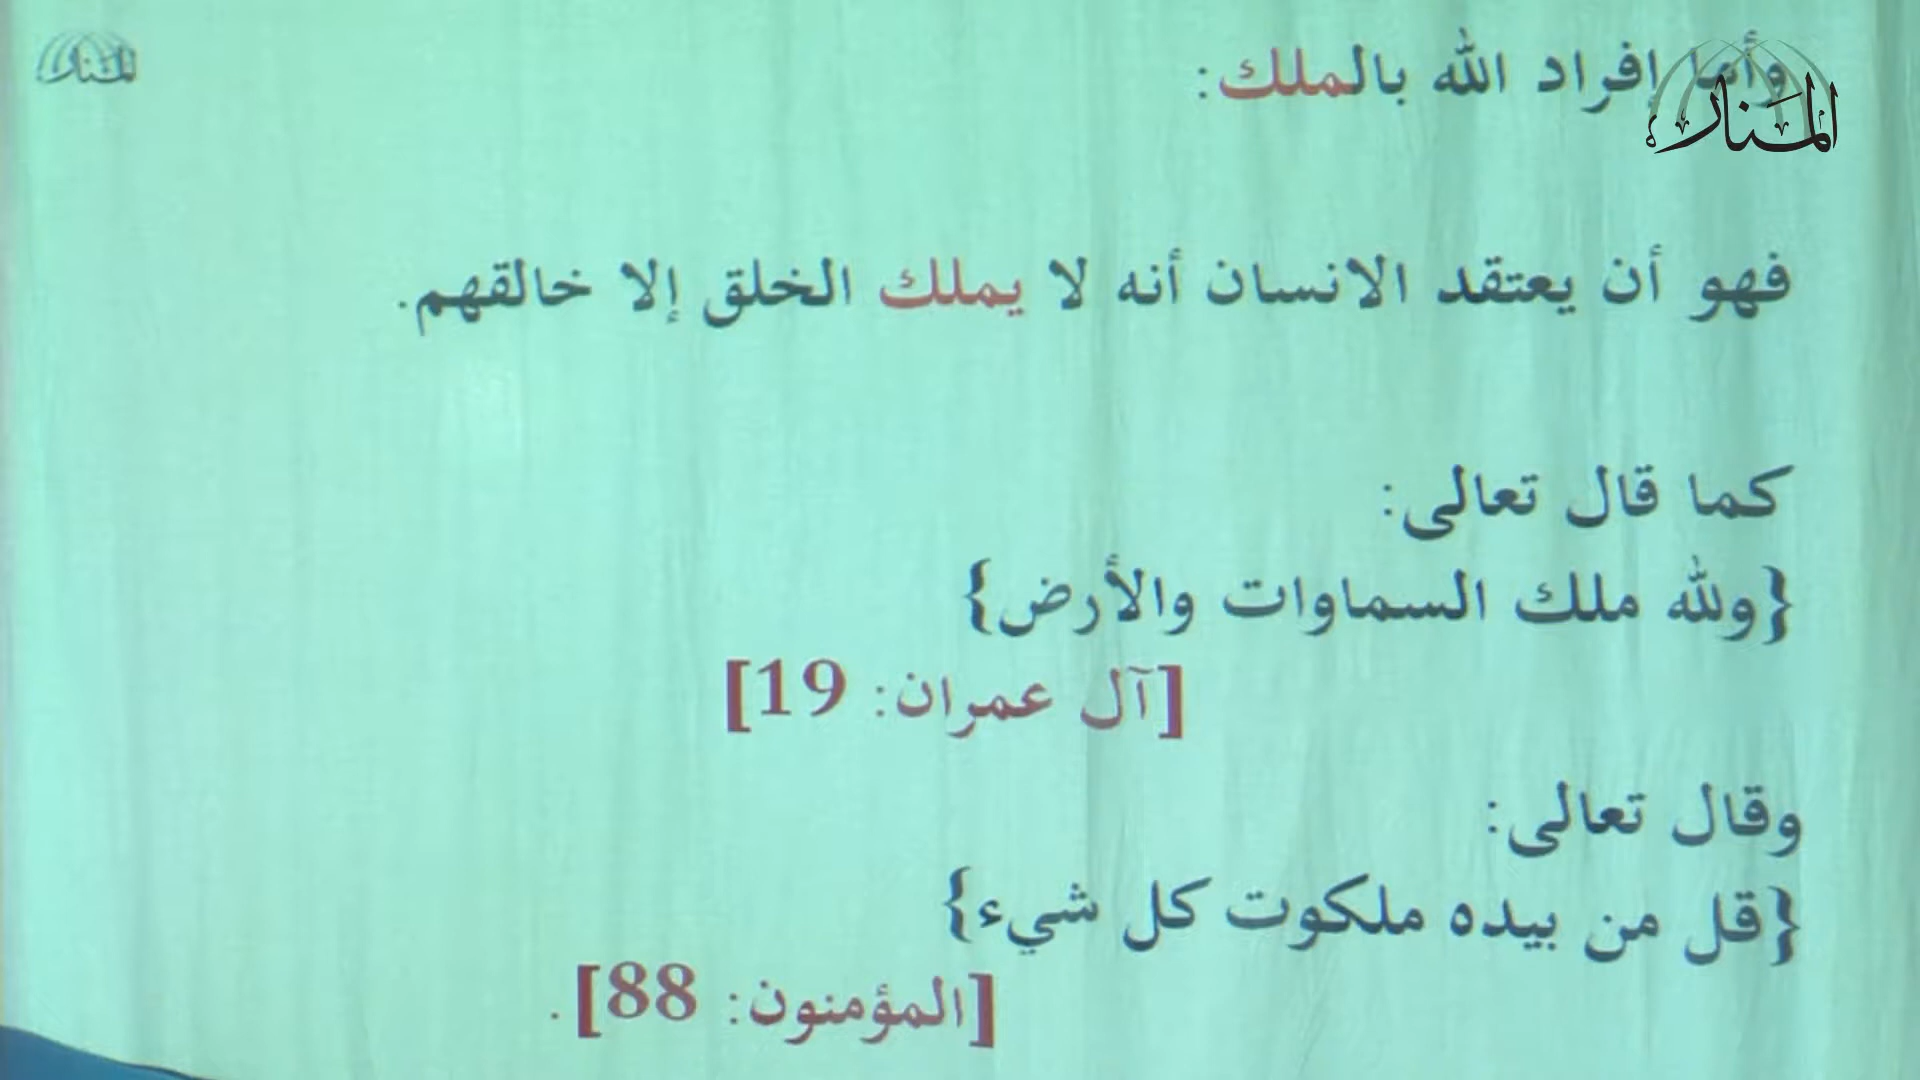 وأما إفراد الله بالملك:
المنار
المنار
فهو أن يعتقد الانسان أنه لا يملك الخلق إلا خالقهم.
كما قال تعالى:
{ولله ملك السماوات والأرض}
[آل عمران: 19]
وقال تعالى:
{قل من بيده ملكوت كل شيء}
[المؤمنون: 88].